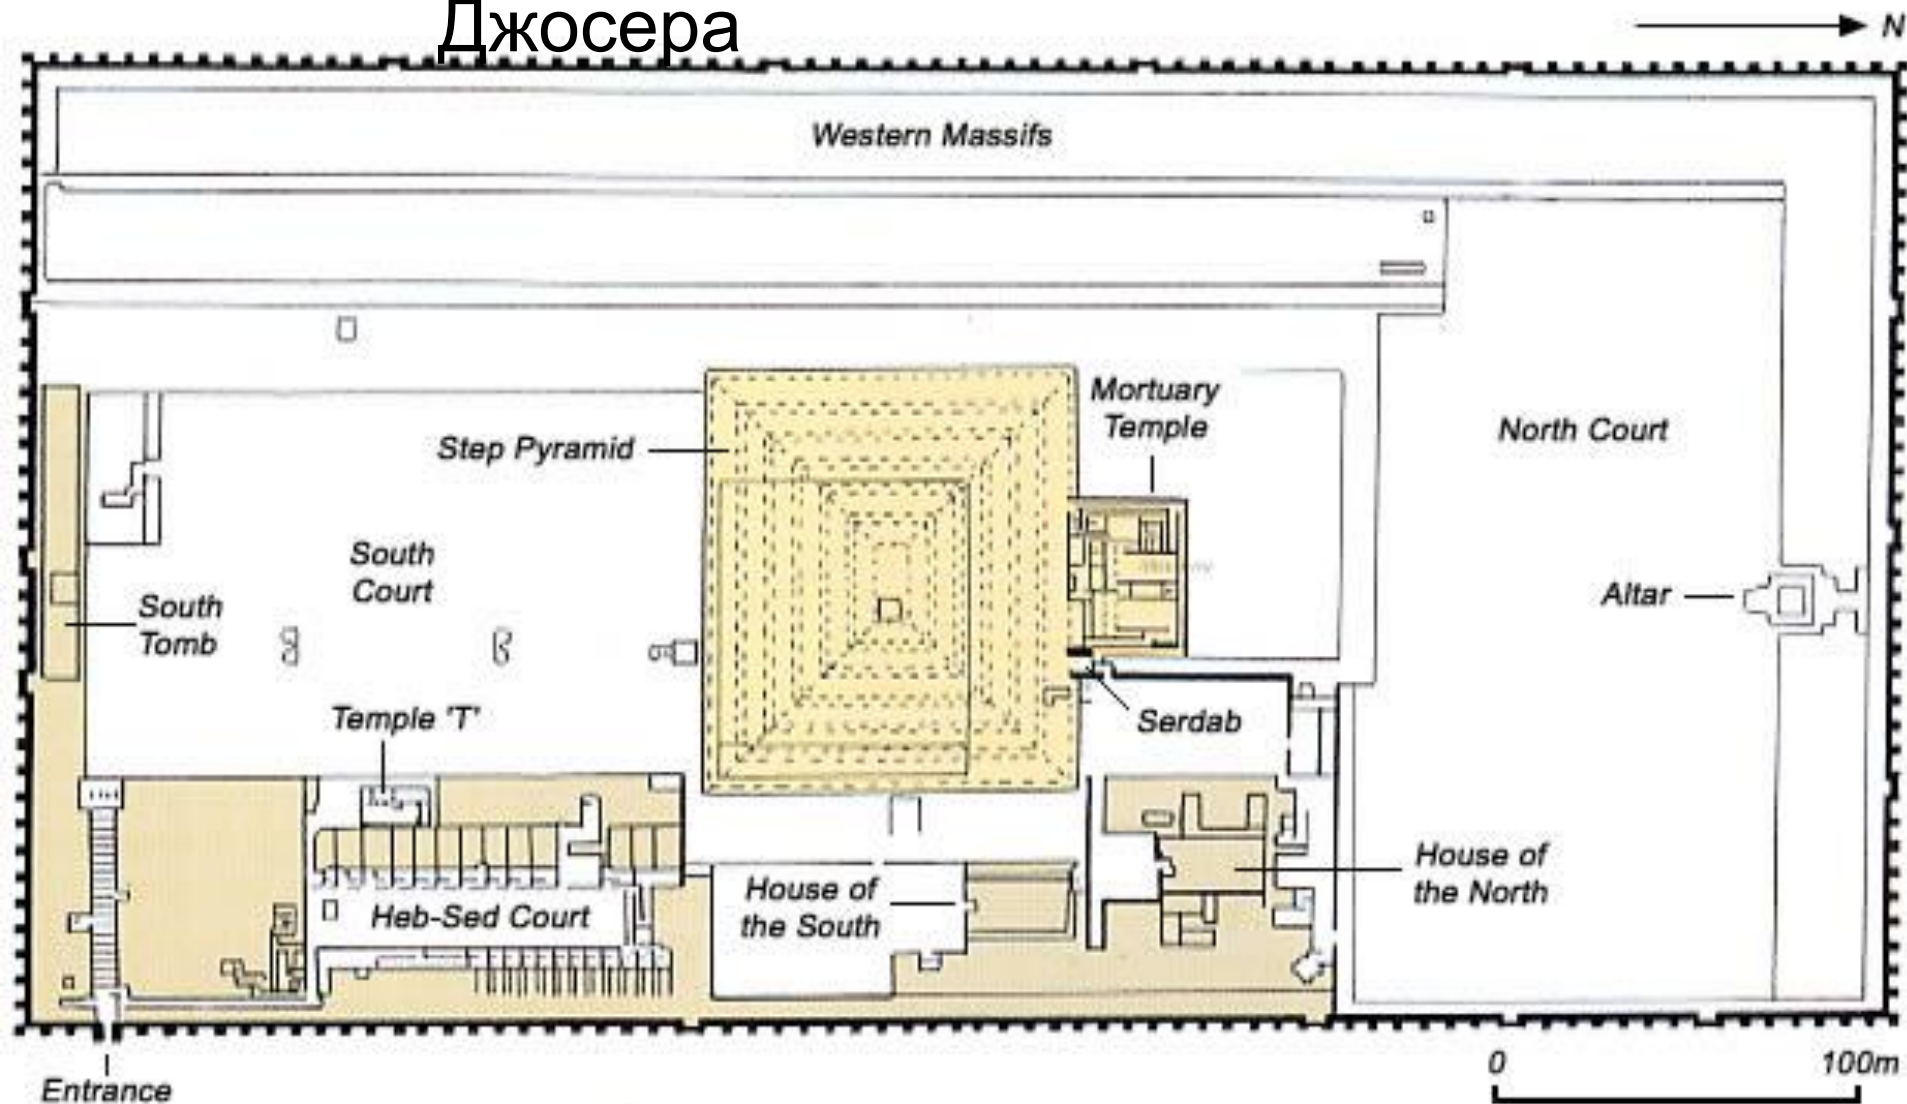 Джосера
N
Western Massifs
Mortuary
Temple
North Court
Step Pyramid
South
Court
Altar
South
Tomb
Temple 'T'
Serdab
House of
the North
House of
the South
Heb-Sed Court
0
100m
Entrance